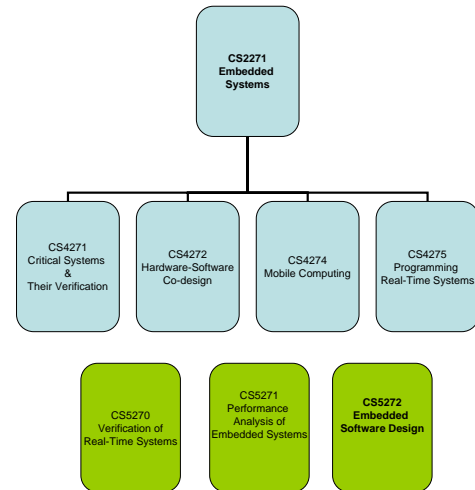 CS2271
Embedded
Systems
CS4271
Critical Systems
&
Their Verification
CS4272
Hardware-Software
Co-design
CS4274
Mobile Computing
CS4275
Programming
Real-Time Systems
CS5270
Verification of
Real-Time Systems
CS5271
Performance
Analysis of
Embedded Systems
CS5272
Embedded
Software Design